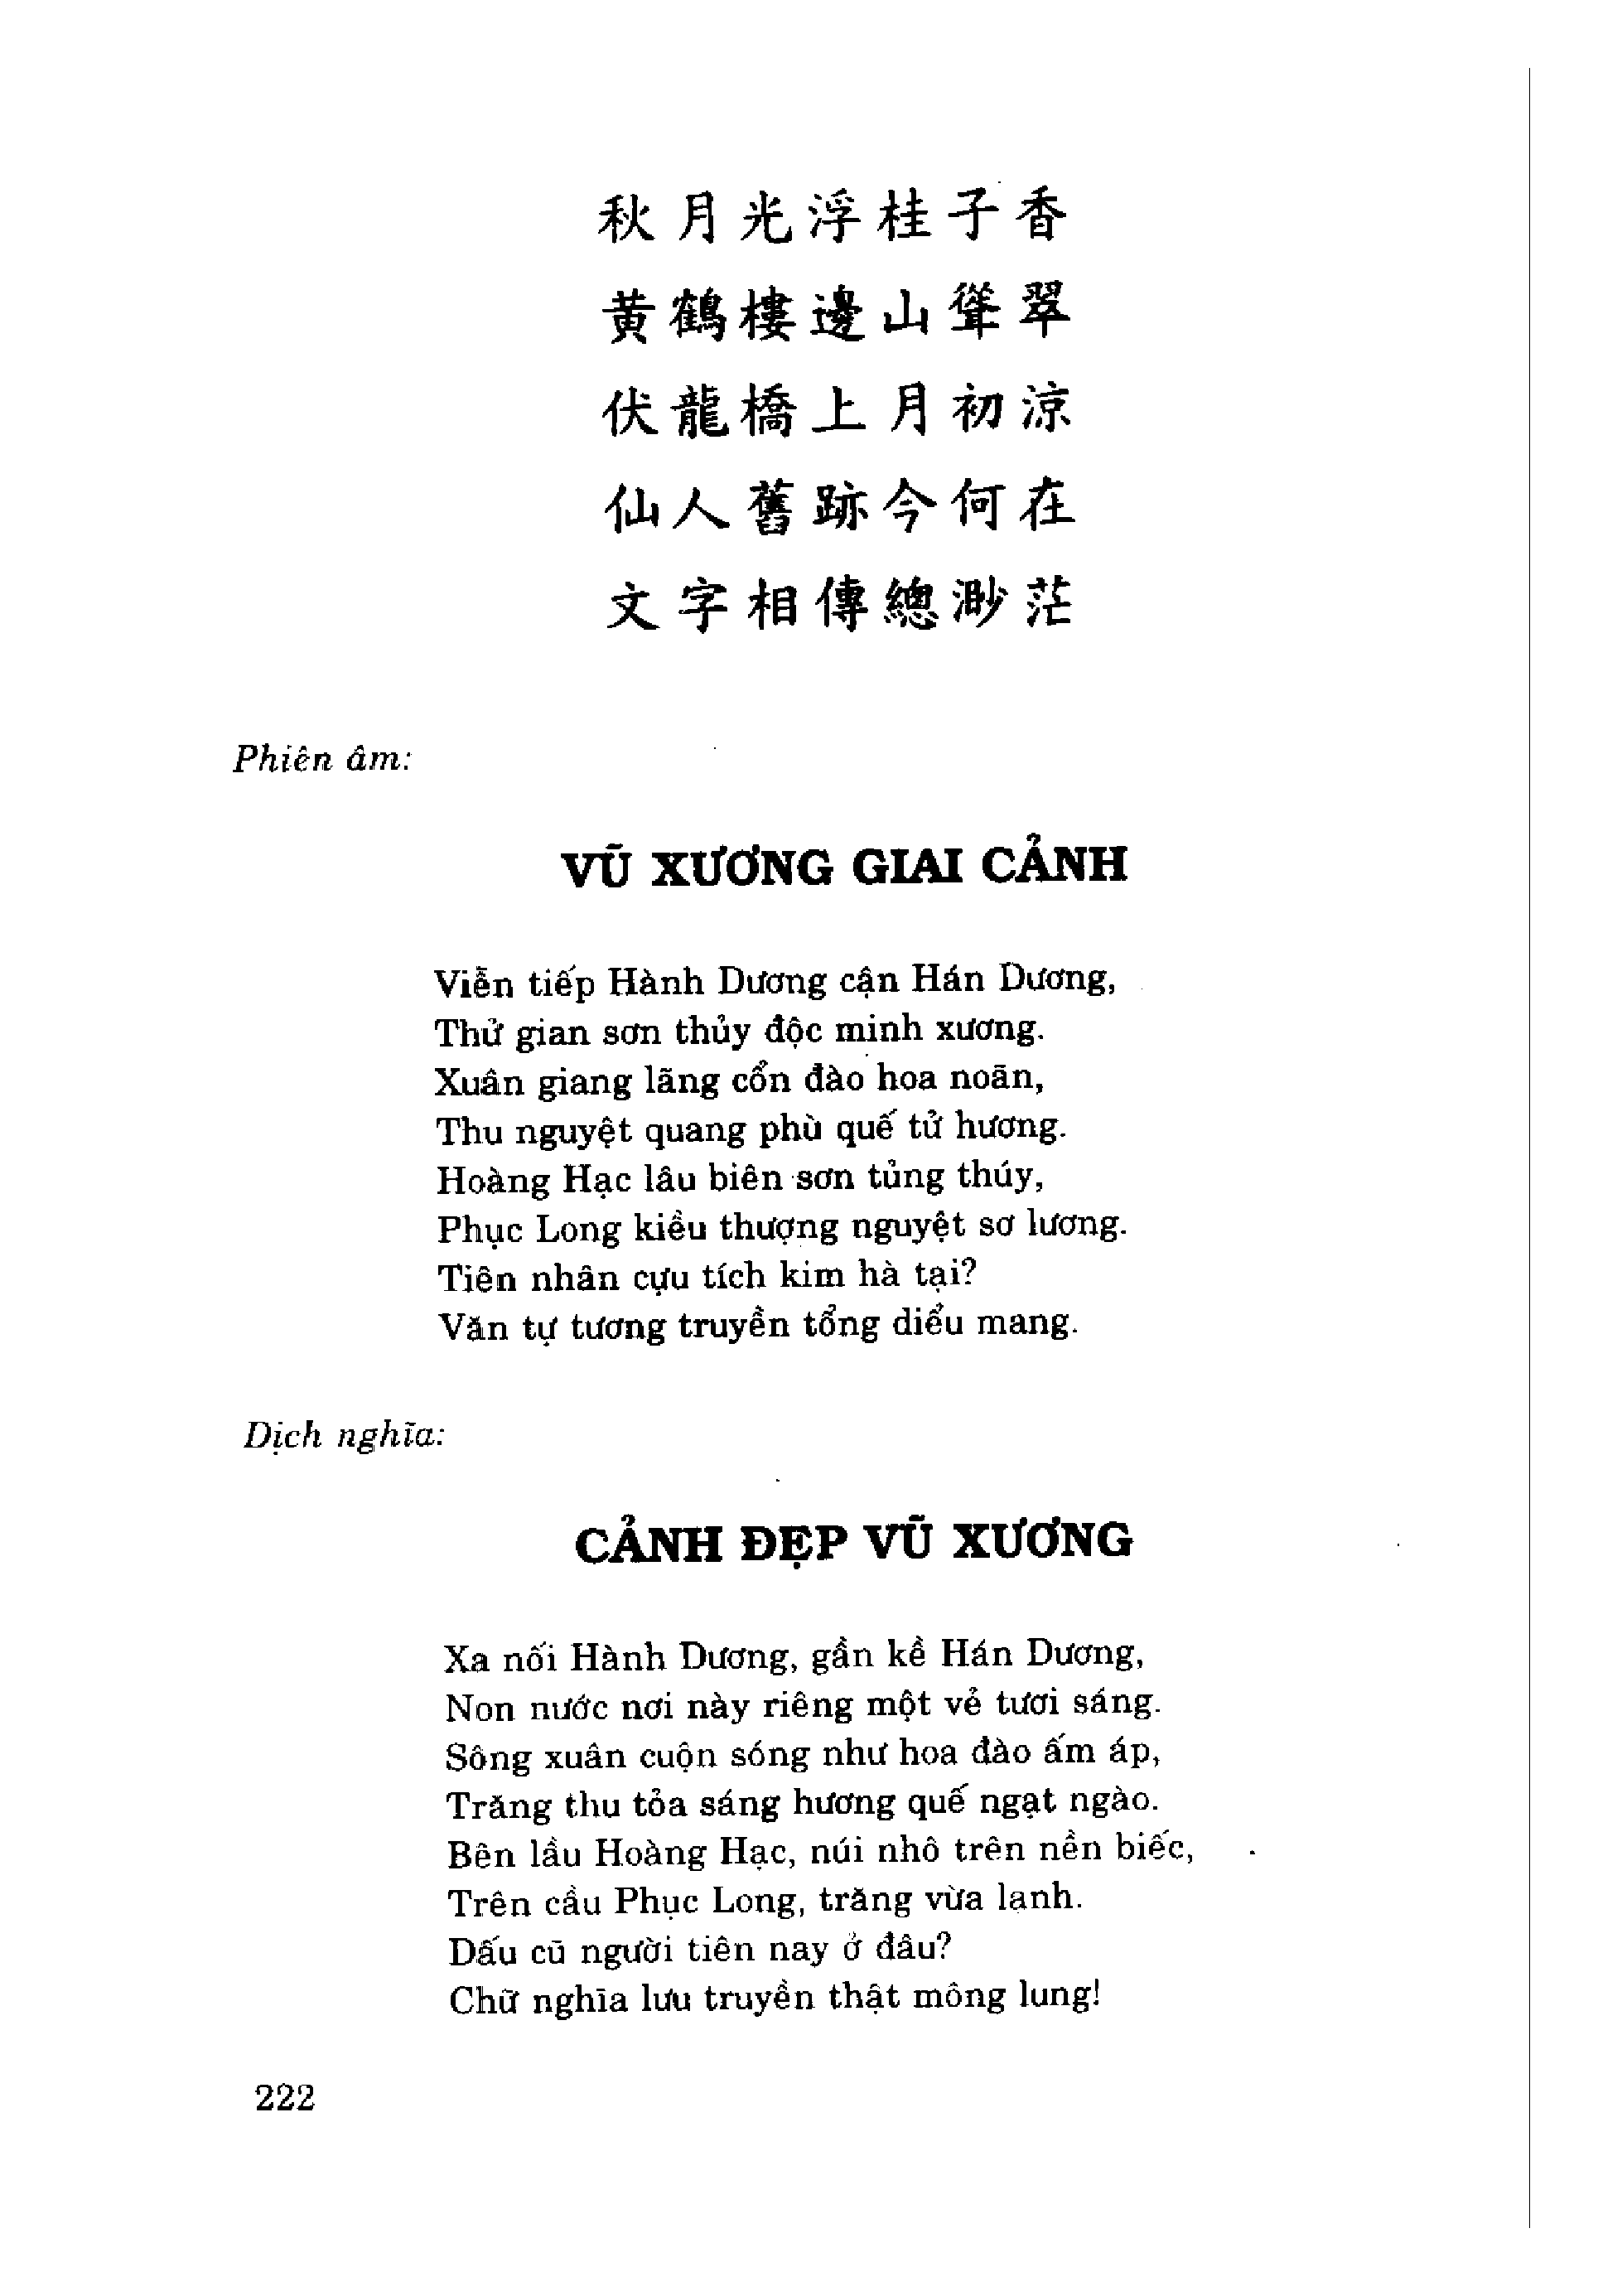 秋月光浮桂子香
黄鶴樓邊山聳翠
伏龍橋上月初涼
仙人舊跡今何在
文字相傳總渺茫
Phiên âm:
VŨ XƯƠNG GIAI CẢNH
Viễn tiếp Hành Dương cận Hán Dương,
Thử gian sơn thủy độc minh xương.
Xuân giang lãng cổn đào hoa noãn,
Thu nguyệt quang phù quế tử hương.
Hoàng Hạc lâu biên sơn tủng thúy,
Phục Long kiều thượng nguyệt sơ lương.
Tiên nhân cựu tích kim hà tại?
Văn tự tương truyền tổng diểu mang.
Dịch nghĩa:
CẢNH ĐẸP VŨ XƯƠNG
Xa nối Hành Dương, gần kề Hán Dương,
Non nước nơi này riêng một vẻ tươi sáng.
Sông xuân cuộn sóng như hoa đào ấm áp,
Trăng thu tỏa sáng hương quế ngạt ngào.
Bên lầu Hoàng Hạc, núi nhô trên nền biếc,
Trên cầu Phục Long, trăng vừa lạnh.
Dấu cũ người tiên nay ở đâu?
Chữ nghĩa lưu truyền thật mông lung!
222